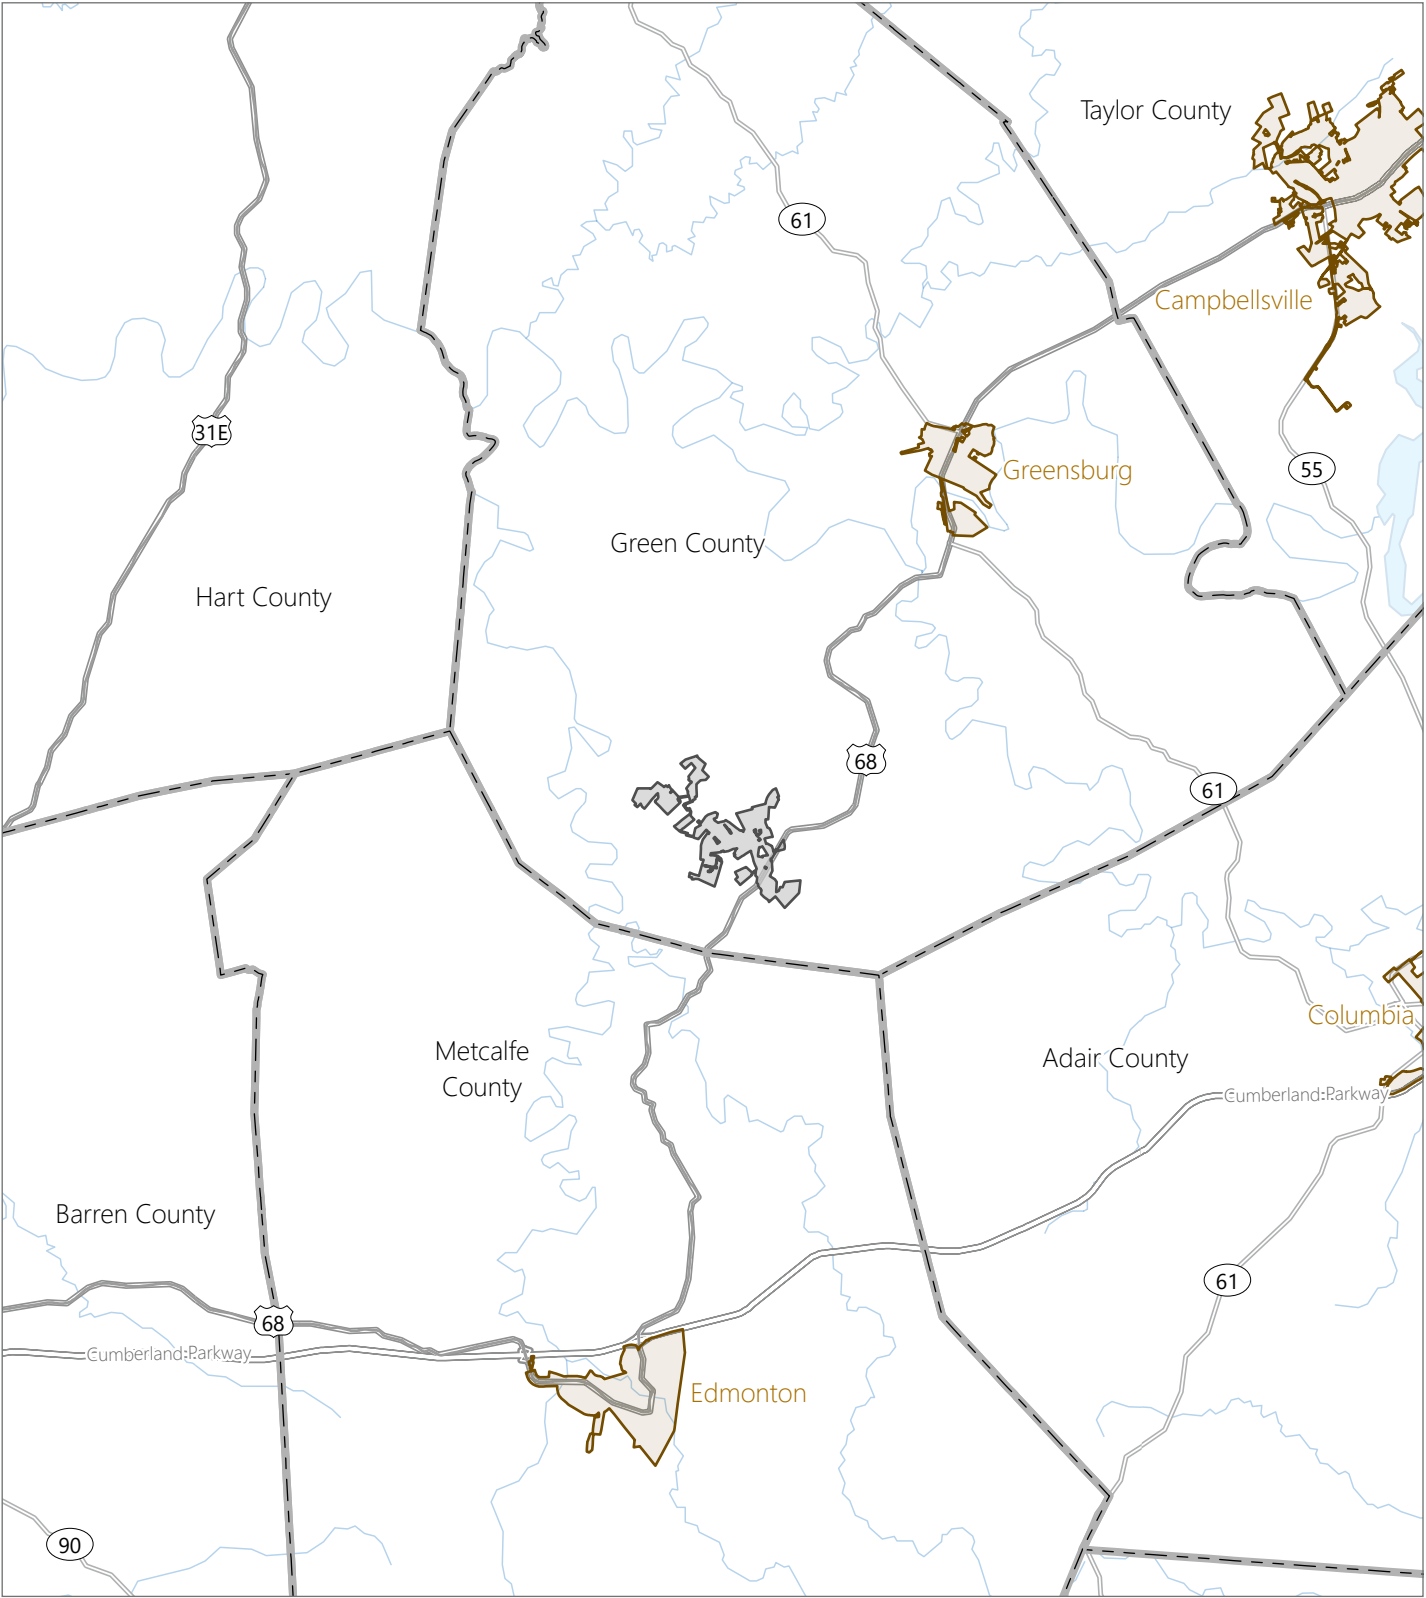 Taylor County
61
Campbellsville
31E
Greensburg
55
Green County
Hart County
68
61
Columbia
Metcalfe
County
Adair County
Cumberland Parkway
Barren County
61
68
Cumberland Parkway
Edmonton
90